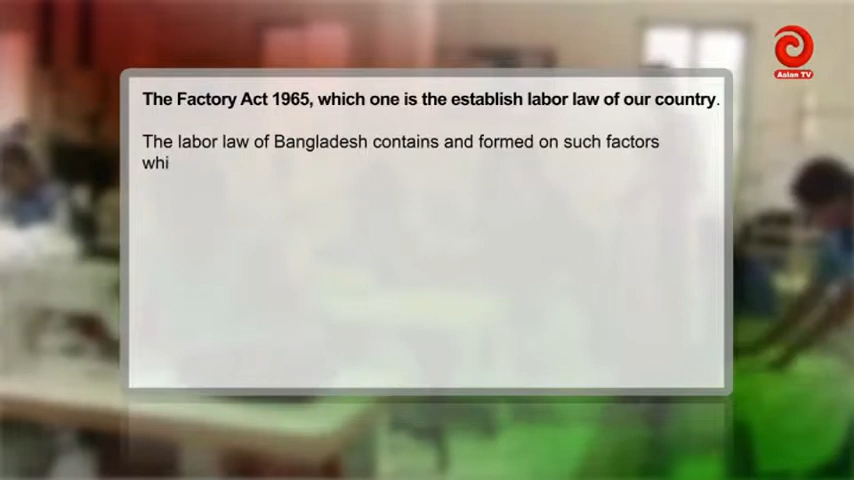 Asian TV
The Factory Act 1965, which one is the establish labor law of our country.
The labor law of Bangladesh contains and formed on such factors
whi